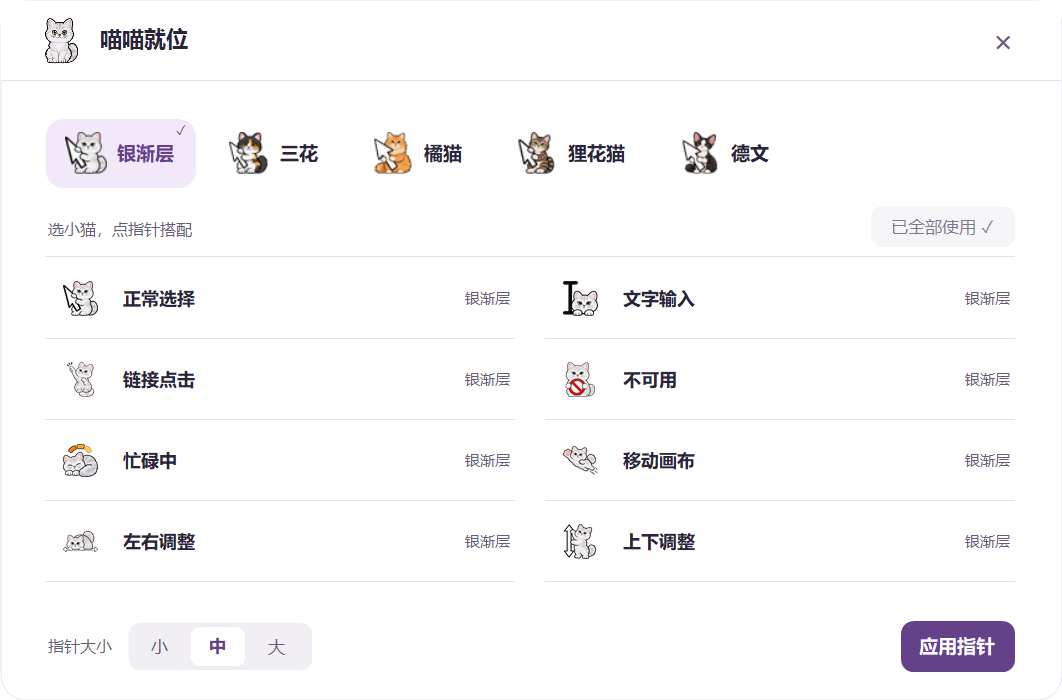 喵喵就位
银渐层 ✓ 三花 橘猫 狸花猫 德文
选小猫，点指针搭配 已全部使用 ✓
正常选择 银渐层 文字输入 银渐层
链接点击 银渐层 不可用 银渐层
忙碌中 银渐层 移动画布 银渐层
左右调整 银渐层 上下调整 银渐层
指针大小 小 中 大 应用指针